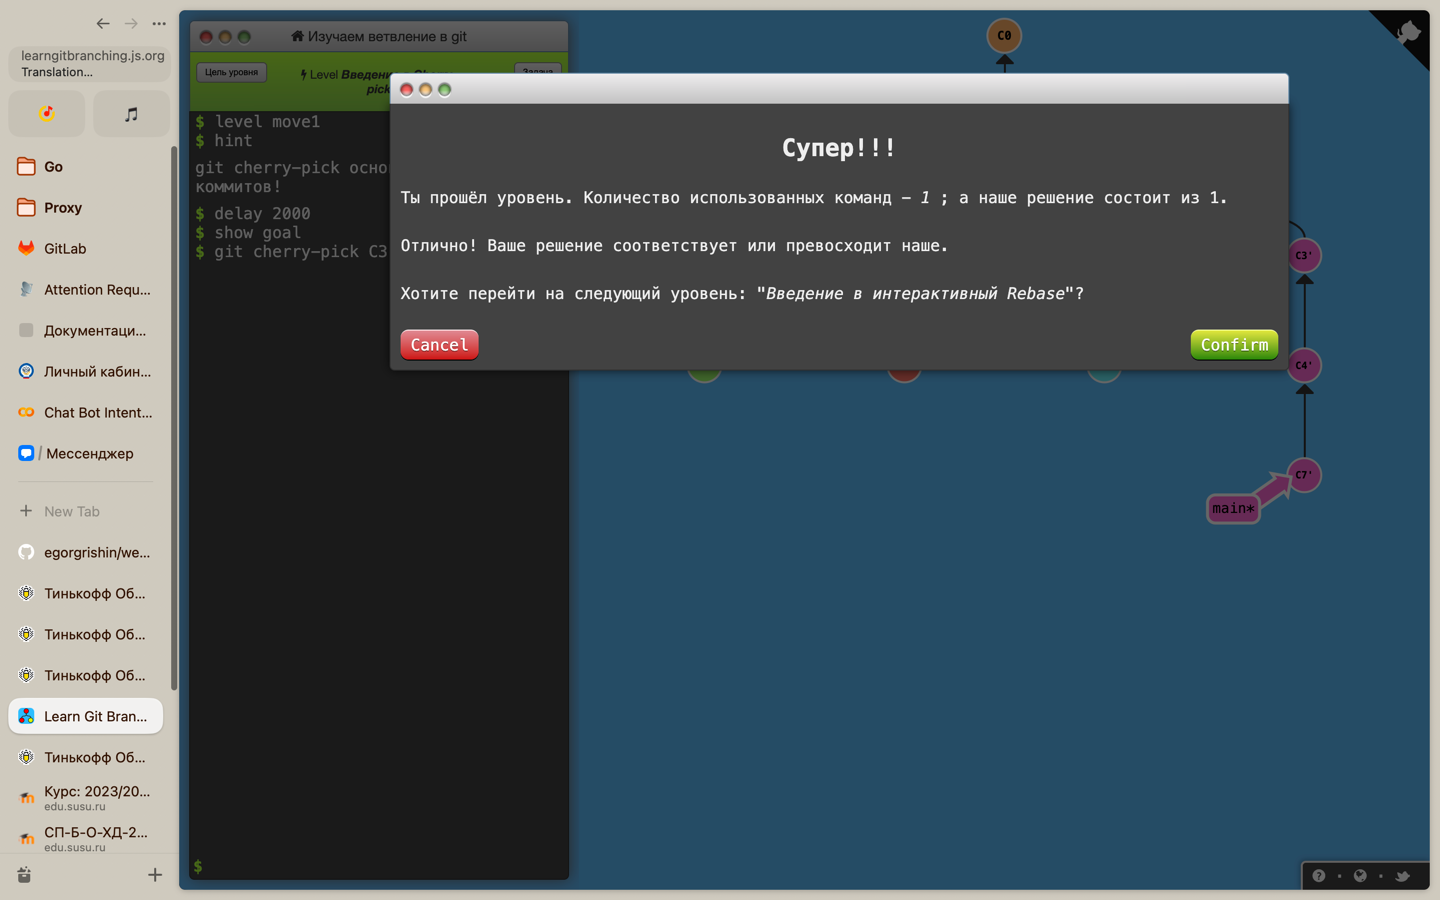 learngitbranching.js.org
Translation...
Go
Proxy
GitLab
Attention Requ...
Документаци...
Личный кабин...
Chat Bot Intent...
/ Мессенджер
New Tab
egorgrishin/we...
Тинькофф Об...
Тинькофф Об...
Тинькофф Об...
Learn Git Bran...
Тинькофф Об...
Курс: 2023/20...
edu.susu.ru
СП-Б-О-ХД-2...
edu.susu.ru
Изучаем ветвление в git
Цель уровня
Level
pick
$ level move1
$ hint
git cherry-pick
коммитов!
$ delay 2000
$ show goal
$ git cherry-pick C3
$
Супер!!!
Ты прошёл уровень. Количество использованных команд – 1 ; а наше решение состоит из 1.
Отлично! Ваше решение соответствует или превосходит наше.
Хотите перейти на следующий уровень: "Введение в интерактивный Rebase"?
Cancel
Confirm
C0
C3'
C4'
C7'
main*